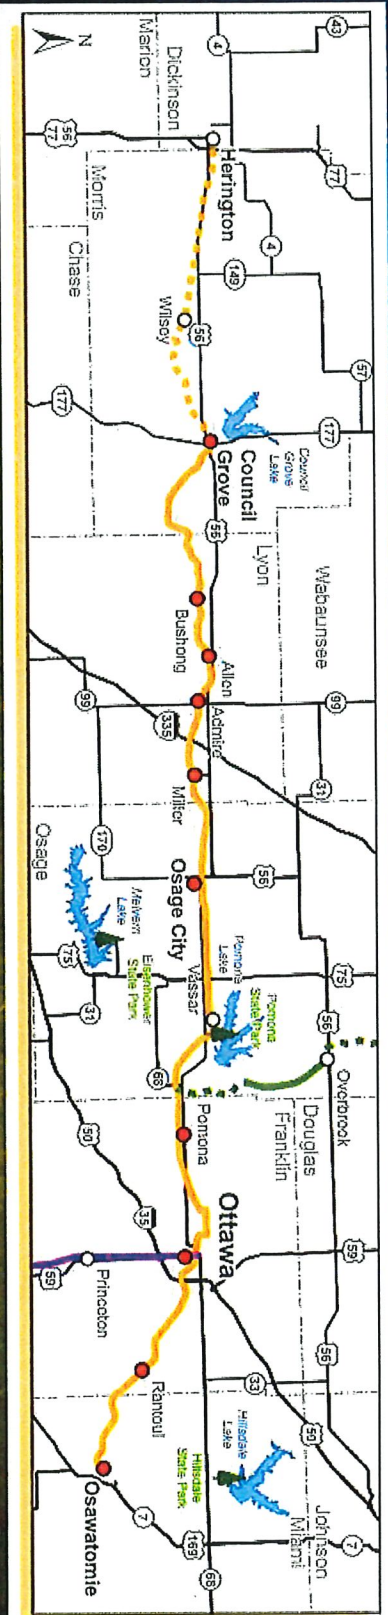 N
43
4
Dickinson
Marion
56
77
77
Herington
4
149
Morris
Chase
Wilsey
56
57
177
177
Council
Grove
Lake
Council
Grove
56
Lyon
Wabaunsee
Bushong
Allen
Admire
Miller
99
99
335
31
170
56
Osage
Osage City
Melvern
Lake
Eisenhower
State Park
75
31
Vassar
Pomona
Lake
Pomona
State Park
75
56
Overbrook
68
Pomona
Douglas
Franklin
50
35
Ottawa
59
59
Princeton
56
33
Rantoul
Osawatomie
Hillsdale
Lake
Hillsdale
State Park
50
Johnson
Miami
7
7
169
68